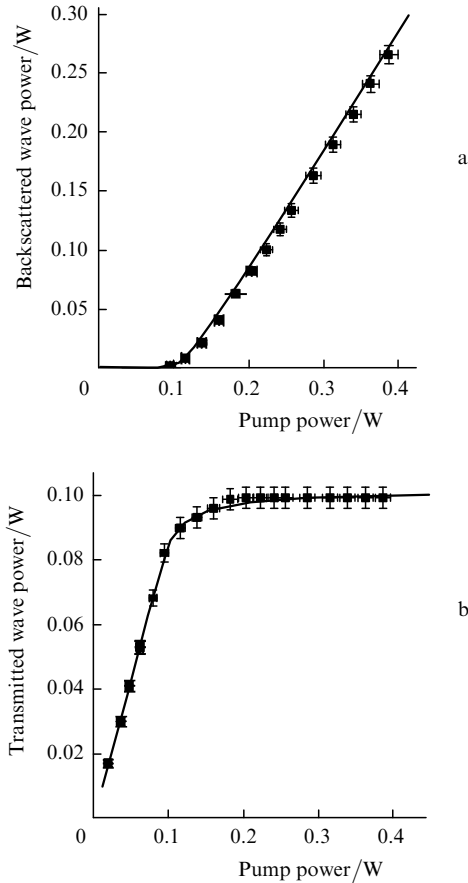 a
Backscattered wave power/W
0.30
0.25
0.20
0.15
0.10
0.05
0 0.1 0.2 0.3 0.4
Pump power/W
b
Transmitted wave power/W
0.10
0.08
0.06
0.04
0.02
0 0.1 0.2 0.3 0.4
Pump power/W